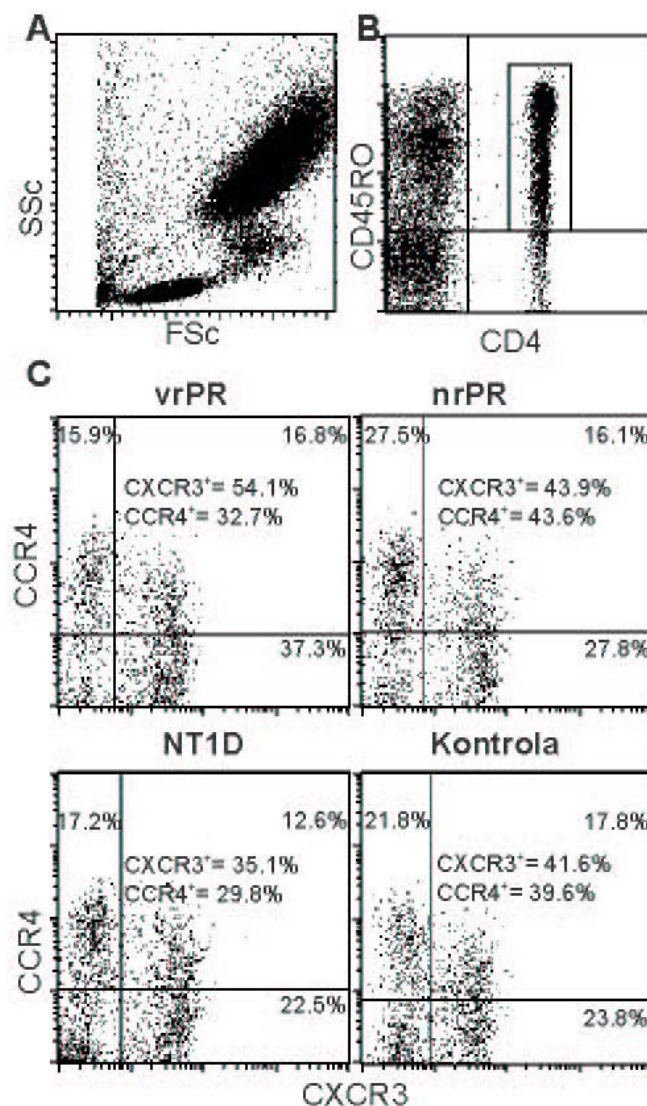 A
B
SSc
FSc
CD45RO
CD4
C
vrPR
nrPR
15.9%
16.8%
CXCR3⁺= 54.1%
CCR4⁺= 32.7%
37.3%
27.5%
16.1%
CXCR3⁺= 43.9%
CCR4⁺= 43.6%
27.8%
CCR4
NT1D
Kontrola
17.2%
12.6%
CXCR3⁺= 35.1%
CCR4⁺= 29.8%
22.5%
21.8%
17.8%
CXCR3⁺= 41.6%
CCR4⁺= 39.6%
23.8%
CCR4
CXCR3